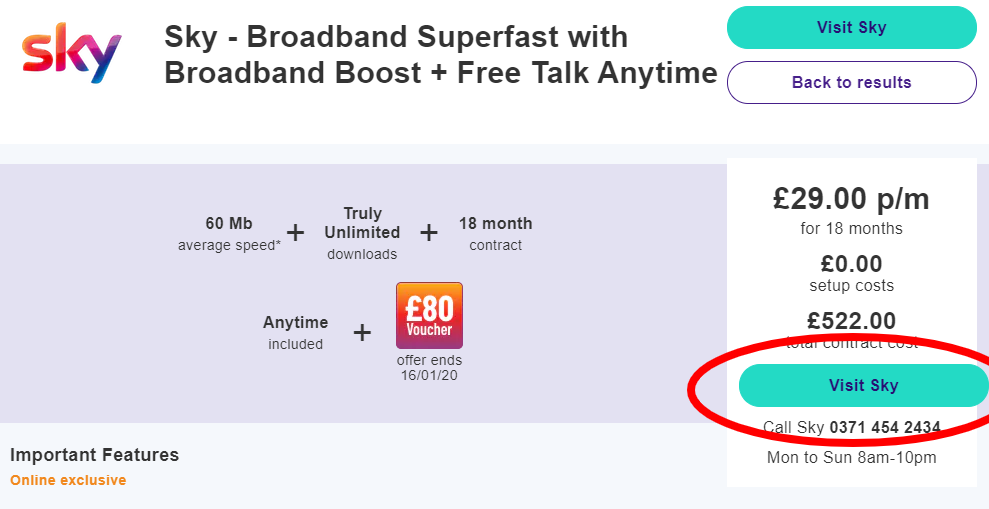 sky
Sky - Broadband Superfast with
Broadband Boost + Free Talk Anytime
Visit Sky
Back to results
60 Mb
average speed*
+
Truly
Unlimited
downloads
+
18 month
contract
Anytime
included
+
£80
Voucher
offer ends
16/01/20
£29.00 p/m
for 18 months
£0.00
setup costs
£522.00
total contract cost
Visit Sky
Call Sky 0371 454 2434
Mon to Sun 8am-10pm
Important Features
Online exclusive